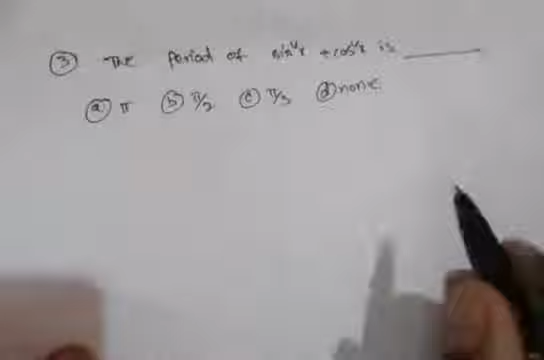 ③ The Period of sin⁴x + cos⁴x is ______
ⓐ π ⓑ π/2 ⓒ π/3 ⓓ none